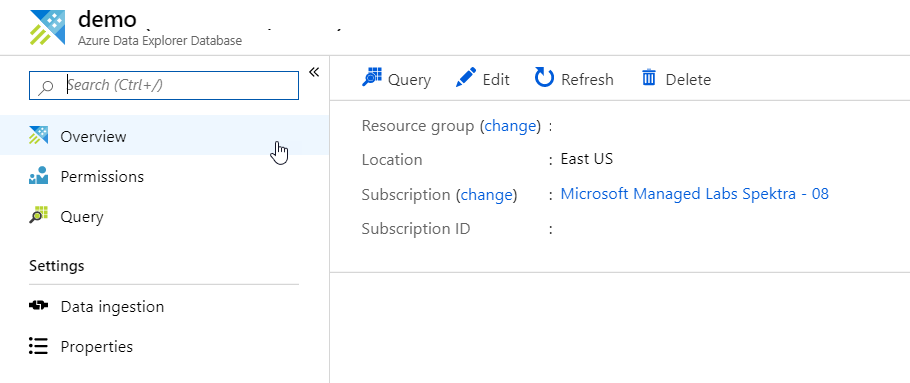 demo
Azure Data Explorer Database
Search (Ctrl+/)
«
Overview
Permissions
Query
Settings
Data ingestion
Properties
Query Edit Refresh Delete
Resource group (change) :
Location : East US
Subscription (change) : Microsoft Managed Labs Spektra - 08
Subscription ID :